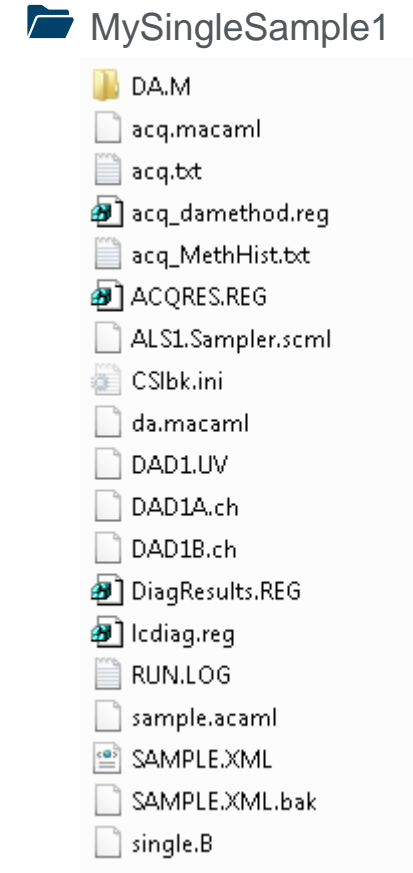 MySingleSample1
DA.M
acq.macaml
acq.txt
acq_damethod.reg
acq_MethHist.txt
ACQRES.REG
ALS1.Sampler.scml
CSlbk.ini
da.macaml
DAD1.UV
DAD1A.ch
DAD1B.ch
DiagResults.REG
lcdiag.reg
RUN.LOG
sample.acaml
SAMPLE.XML
SAMPLE.XML.bak
single.B